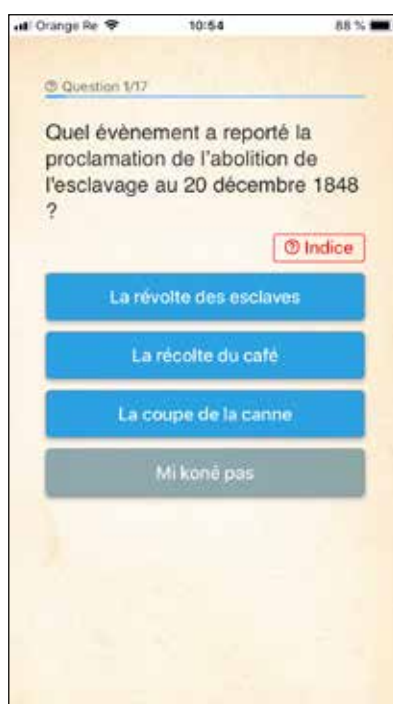 Orange Re 10:54 88 %
Question 1/17
Quel évènement a reporté la
proclamation de l'abolition de
l'esclavage au 20 décembre 1848
?
Indice
La révolte des esclaves
La récolte du café
La coupe de la canne
Mi koné pas